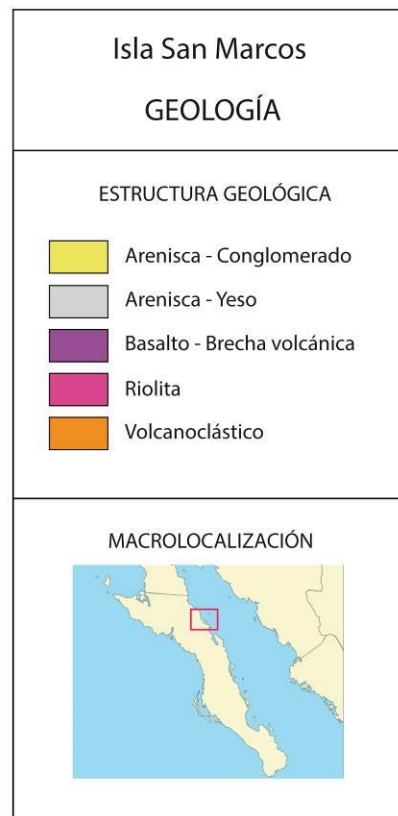 Isla San Marcos
GEOLOGÍA
ESTRUCTURA GEOLÓGICA
Arenisca - Conglomerado
Arenisca - Yeso
Basalto - Brecha volcánica
Riolita
Volcanoclástico
MACROLOCALIZACIÓN